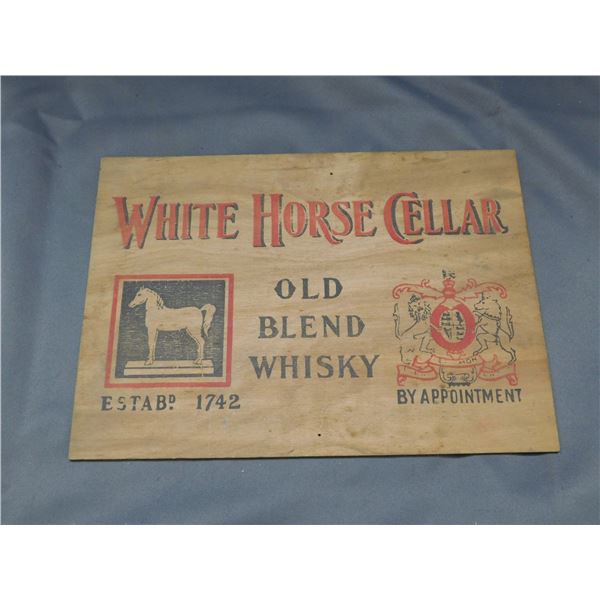 WHITE HORSE CELLAR
OLD
BLEND
WHISKY
ESTABD 1742
BY APPOINTMENT